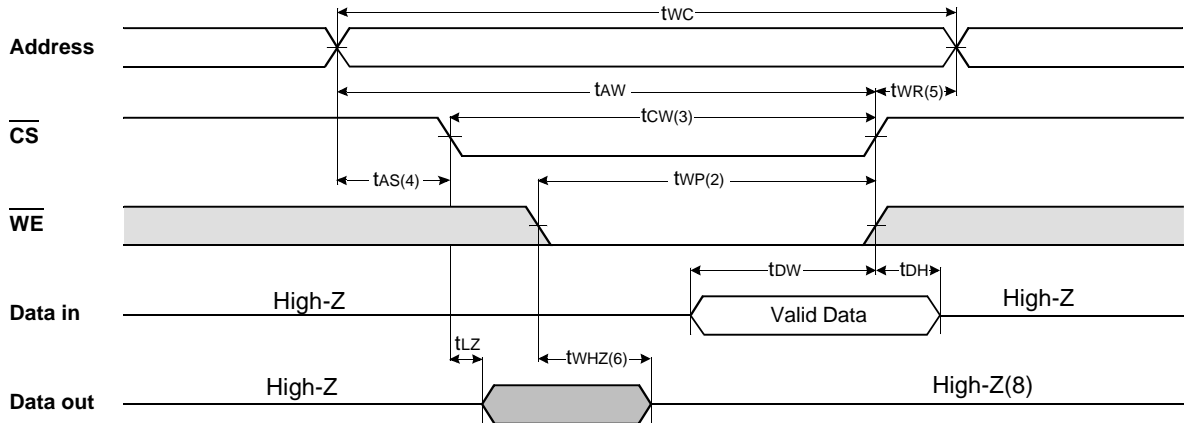 tWC
Address
tAW
tWR(5)
tCW(3)
CS
tAS(4)
tWP(2)
WE
tDW
tDH
High-Z
High-Z
Data in
Valid Data
tLZ
tWHZ(6)
High-Z
High-Z(8)
Data out